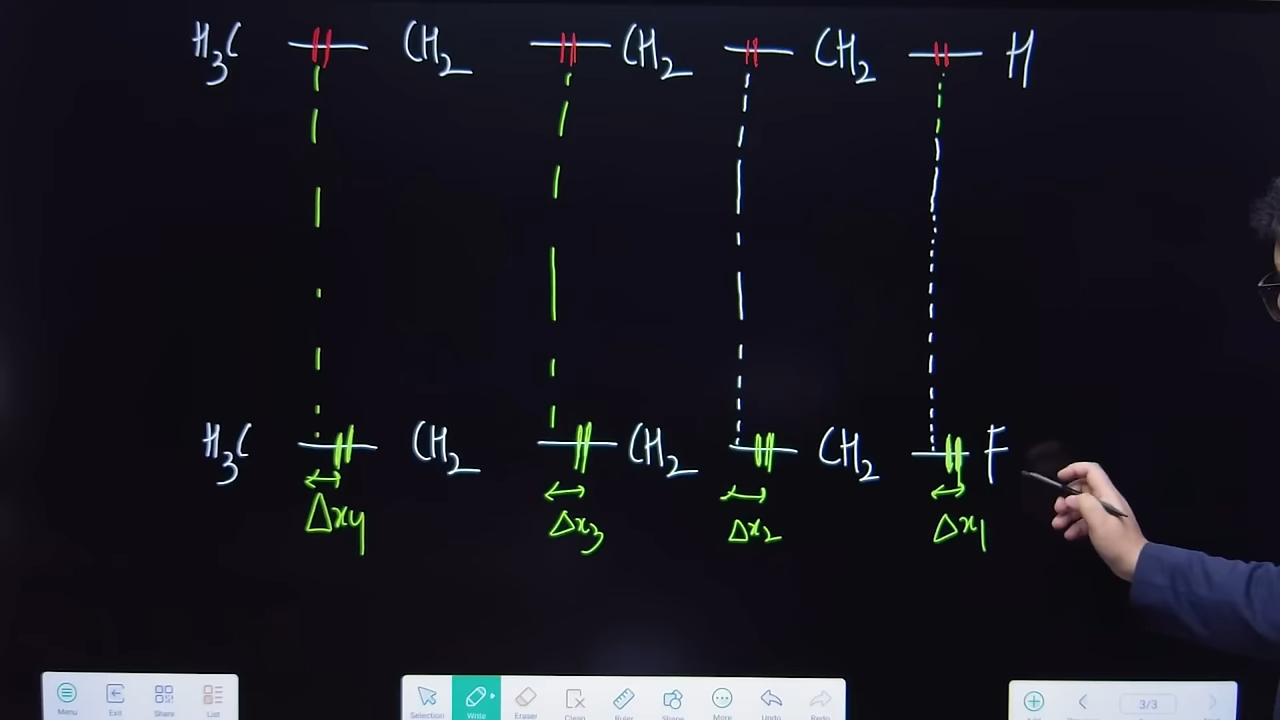 H₃C — CH₂ — CH₂ — CH₂ — H
H₃C — CH₂ — CH₂ — CH₂ — F
Δx4 Δx3 Δx2 Δx1
Menu Exit Share List Selection Write Eraser Clean Ruler Shape More Undo Redo 3/3